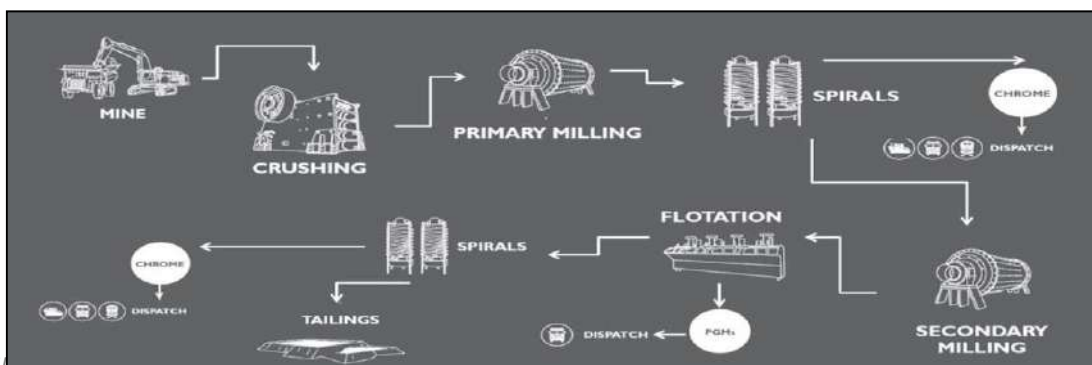 MINE
CRUSHING
PRIMARY MILLING
SPIRALS
CHROME
DISPATCH
SECONDARY
MILLING
FLOTATION
PGMs
DISPATCH
SPIRALS
CHROME
DISPATCH
TAILINGS